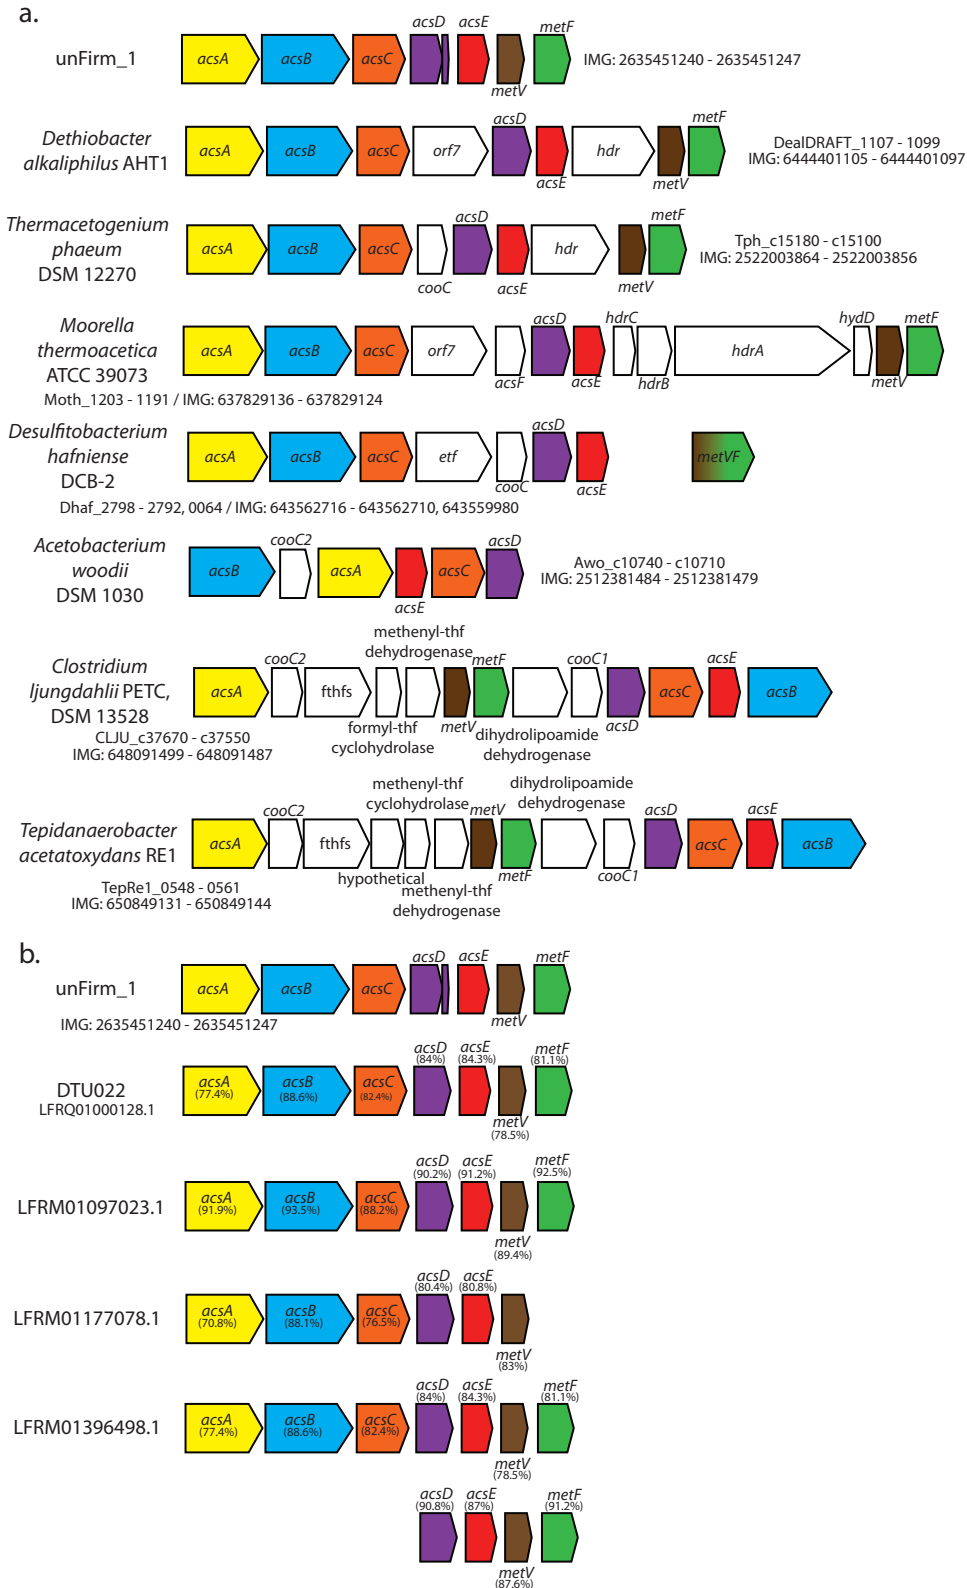 a.
unFirm_1
acsA
acsB
acsC
acsD
acsE
metV
metF
IMG: 2635451240 - 2635451247
Dethiobacter
alkaliphilus AHT1
acsA
acsB
acsC
orf7
acsD
acsE
hdr
metV
metF
DealDRAFT_1107 - 1099
IMG: 6444401105 - 6444401097
Thermacetogenium
phaeum
DSM 12270
acsA
acsB
acsC
cooC
acsD
acsE
hdr
metV
metF
Tph_c15180 - c15100
IMG: 2522003864 - 2522003856
Moorella
thermoacetica
ATCC 39073
acsA
acsB
acsC
orf7
acsF
acsD
acsE
hdrC
hdrB
hdrA
hydD
metV
metF
Moth_1203 - 1191 / IMG: 637829136 - 637829124
Desulfitobacterium
hafniense
DCB-2
acsA
acsB
acsC
etf
cooC
acsD
acsE
metVF
Dhaf_2798 - 2792, 0064 / IMG: 643562716 - 643562710, 643559980
Acetobacterium
woodii
DSM 1030
acsB
cooC2
acsA
acsE
acsC
acsD
Awo_c10740 - c10710
IMG: 2512381484 - 2512381479
Clostridium
ljungdahlii PETC,
DSM 13528
acsA
cooC2
fthfs
formyl-thf
cyclohydrolase
methenyl-thf
dehydrogenase
metV
metF
dihydrolipoamide
dehydrogenase
cooC1
acsD
acsC
acsE
acsB
CLJU_c37670 - c37550
IMG: 648091499 - 648091487
Tepidanaerobacter
acetatoxydans RE1
acsA
cooC2
fthfs
hypothetical
methenyl-thf
cyclohydrolase
methenyl-thf
dehydrogenase
metV
metF
dihydrolipoamide
dehydrogenase
cooC1
acsD
acsC
acsE
acsB
TepRe1_0548 - 0561
IMG: 650849131 - 650849144
b.
unFirm_1
acsA
acsB
acsC
acsD
acsE
metV
metF
IMG: 2635451240 - 2635451247
DTU022
LFRQ01000128.1
acsA
(77.4%)
acsB
(88.6%)
acsC
(82.4%)
acsD
(84%)
acsE
(84.3%)
metV
(78.5%)
metF
(81.1%)
LFRM01097023.1
acsA
(91.9%)
acsB
(93.5%)
acsC
(88.2%)
acsD
(90.2%)
acsE
(91.2%)
metV
(89.4%)
metF
(92.5%)
LFRM01177078.1
acsA
(70.8%)
acsB
(88.1%)
acsC
(76.5%)
acsD
(80.4%)
acsE
(80.8%)
metV
(83%)
LFRM01396498.1
acsA
(77.4%)
acsB
(88.6%)
acsC
(82.4%)
acsD
(84%)
acsE
(84.3%)
metV
(78.5%)
metF
(81.1%)
acsD
(90.8%)
acsE
(87%)
metV
(87.6%)
metF
(91.2%)